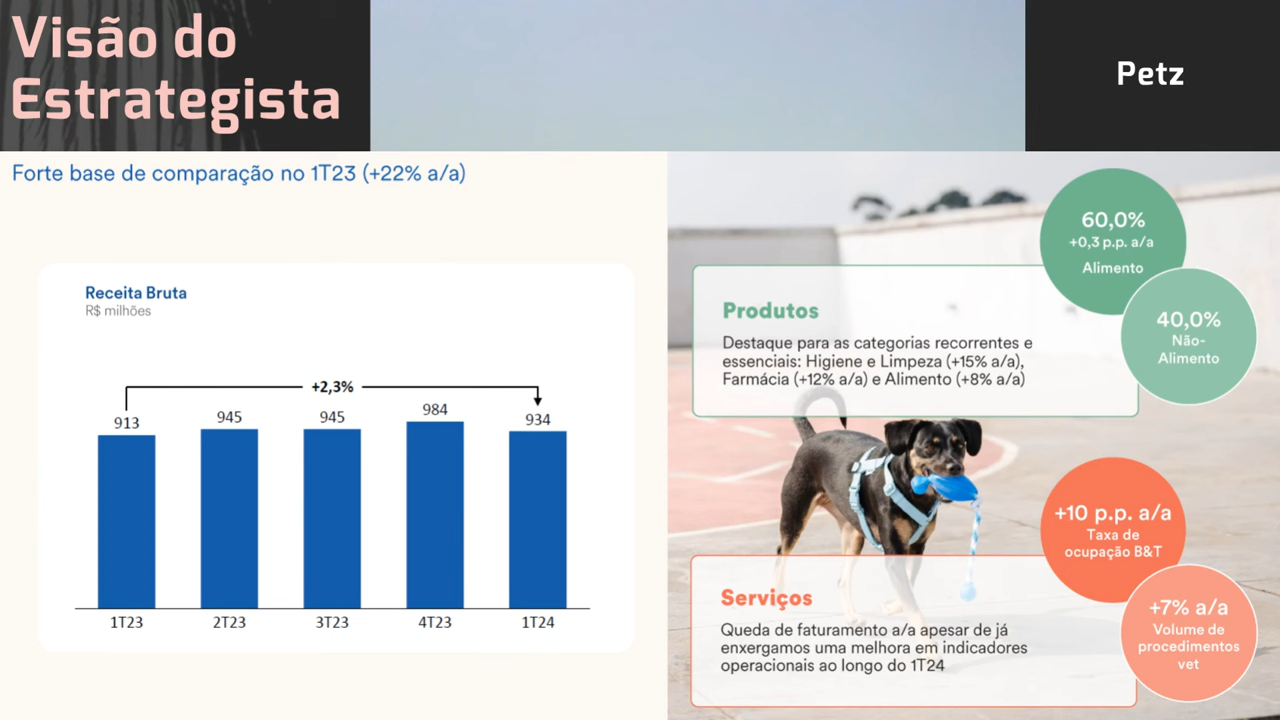 Visão do
Estrategista
Petz
Forte base de comparação no 1T23 (+22% a/a)
Receita Bruta
R$ milhões
+2,3%
913
945
945
984
934
1T23
2T23
3T23
4T23
1T24
60,0%
+0,3 p.p. a/a
Alimento
40,0%
Não-
Alimento
Produtos
Destaque para as categorias recorrentes e
essenciais: Higiene e Limpeza (+15% a/a),
Farmácia (+12% a/a) e Alimento (+8% a/a)
+10 p.p. a/a
Taxa de
ocupação B&T
+7% a/a
Volume de
procedimentos
vet
Serviços
Queda de faturamento a/a apesar de já
enxergamos uma melhora em indicadores
operacionais ao longo do 1T24